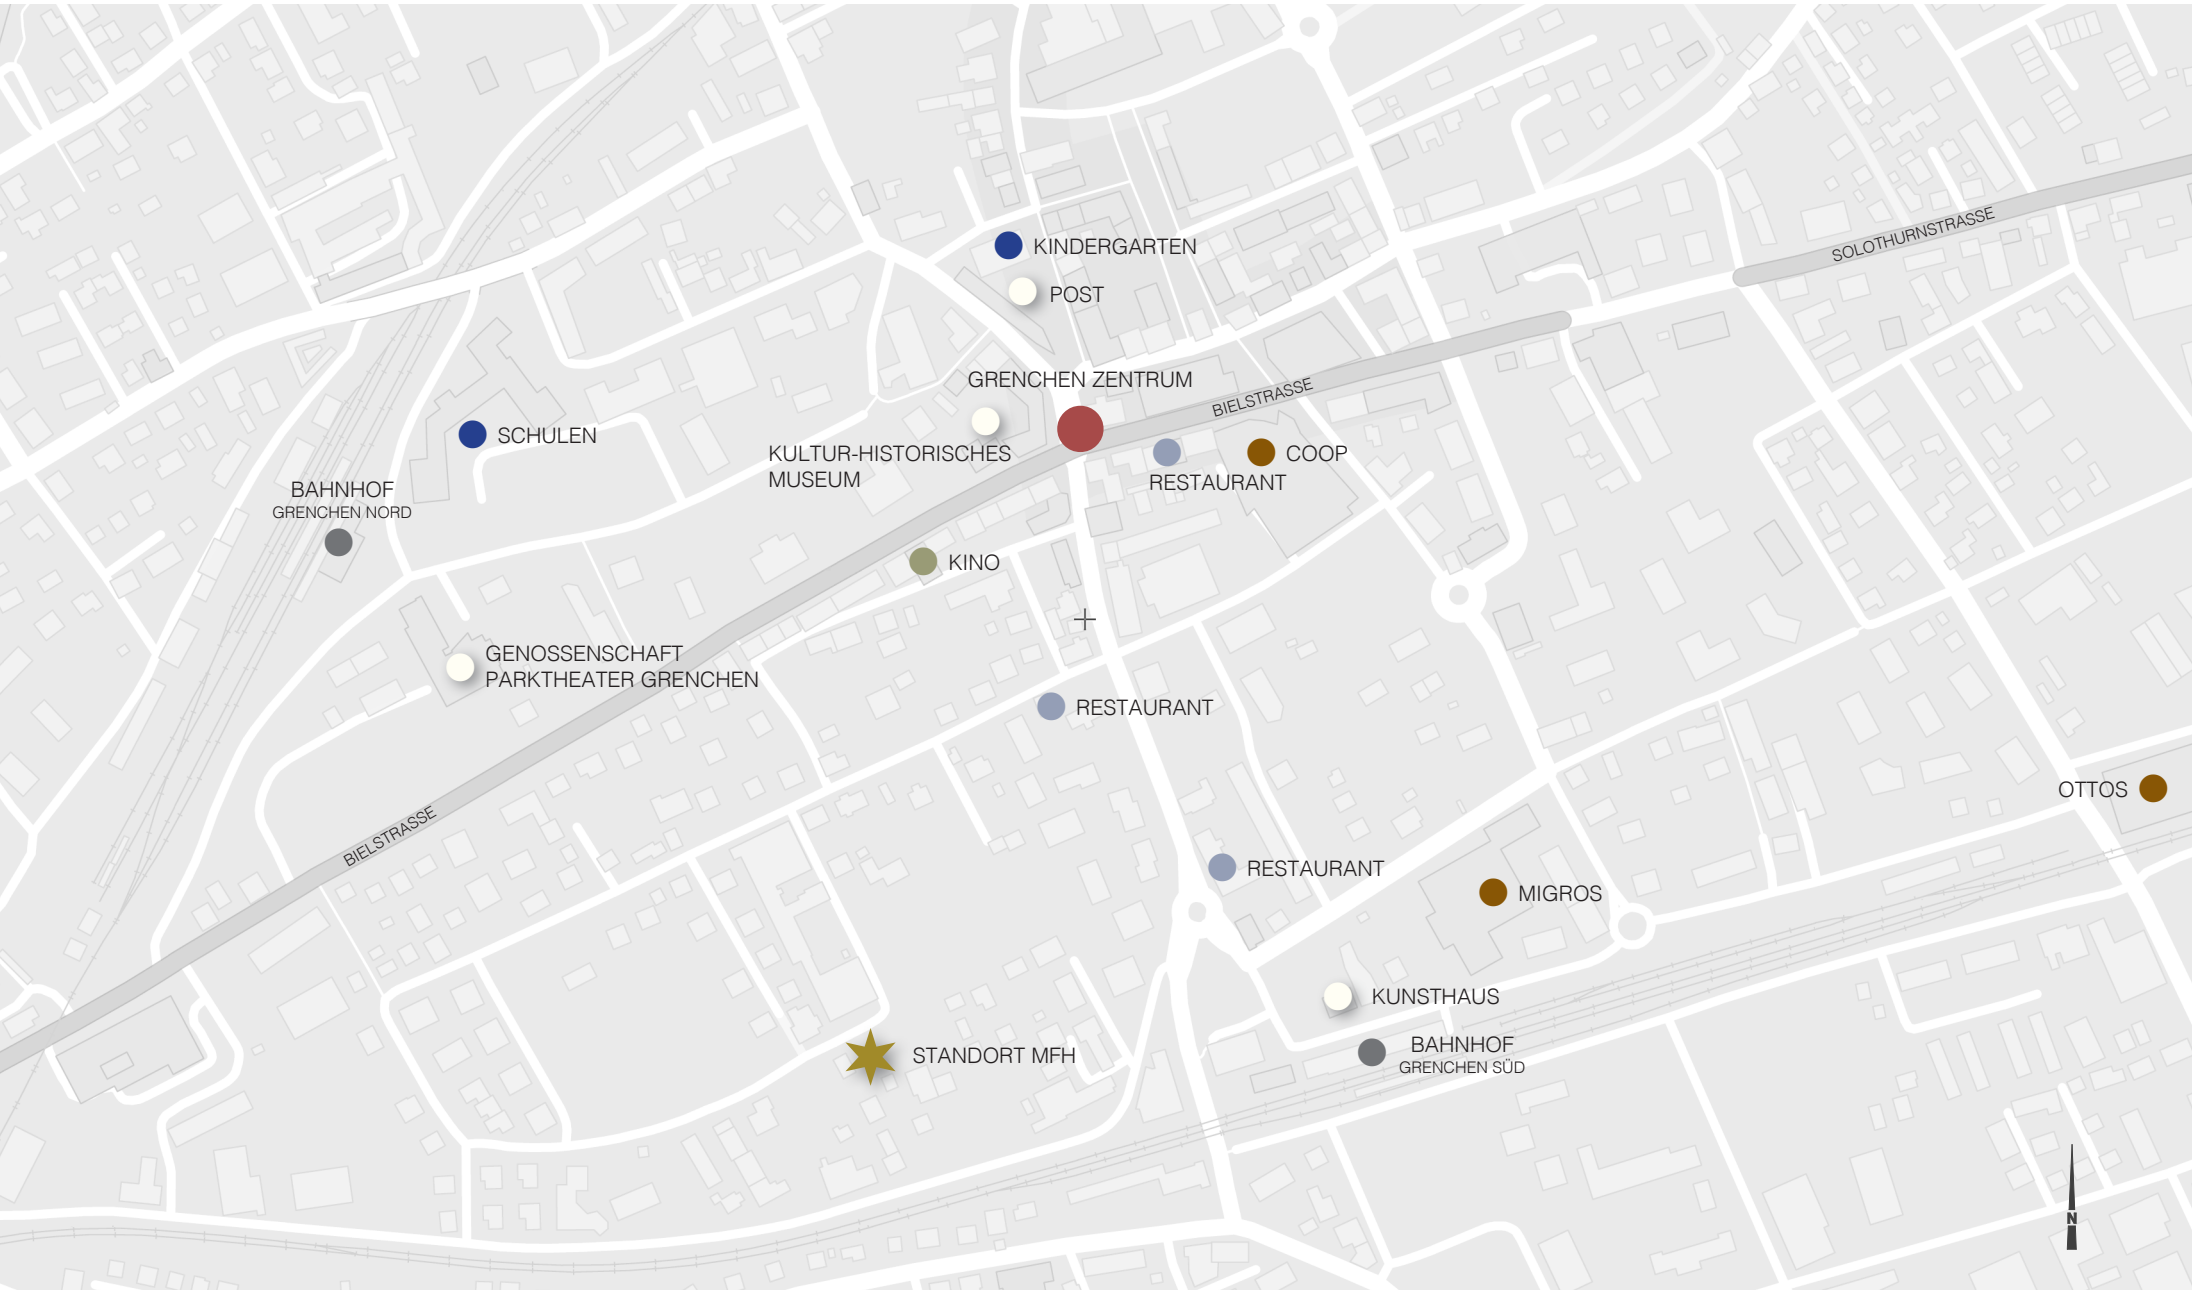 SOLOTHURNSTRASSE
KINDERGARTEN
POST
GRENCHEN ZENTRUM
BIELSTRASSE
SCHULEN
KULTUR-HISTORISCHES
MUSEUM
COOP
RESTAURANT
BAHNHOF
GRENCHEN NORD
KINO
GENOSSENSCHAFT
PARKTHEATER GRENCHEN
RESTAURANT
OTTOS
BIELSTRASSE
RESTAURANT
MIGROS
KUNSTHAUS
STANDORT MFH
BAHNHOF
GRENCHEN SÜD
N